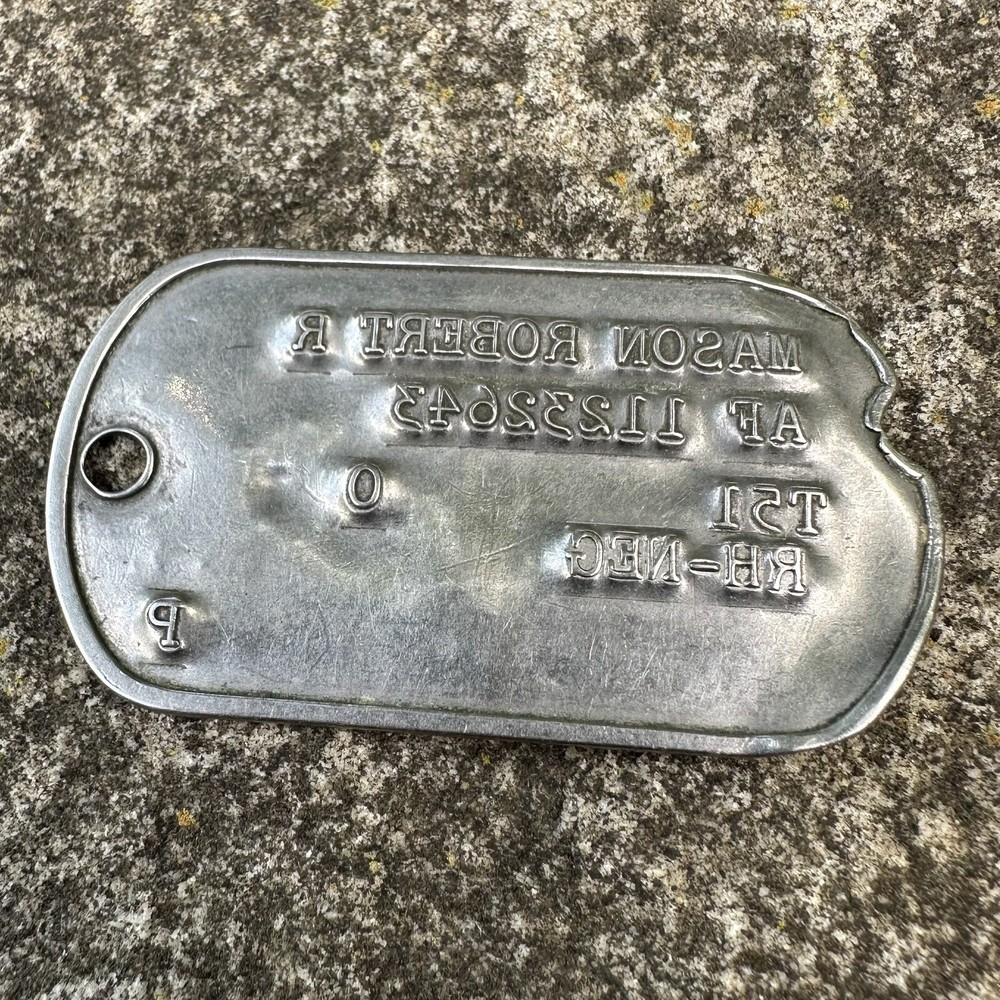 MASON ROBERT R
AF 11232643
T51 O
RH-NEG
P